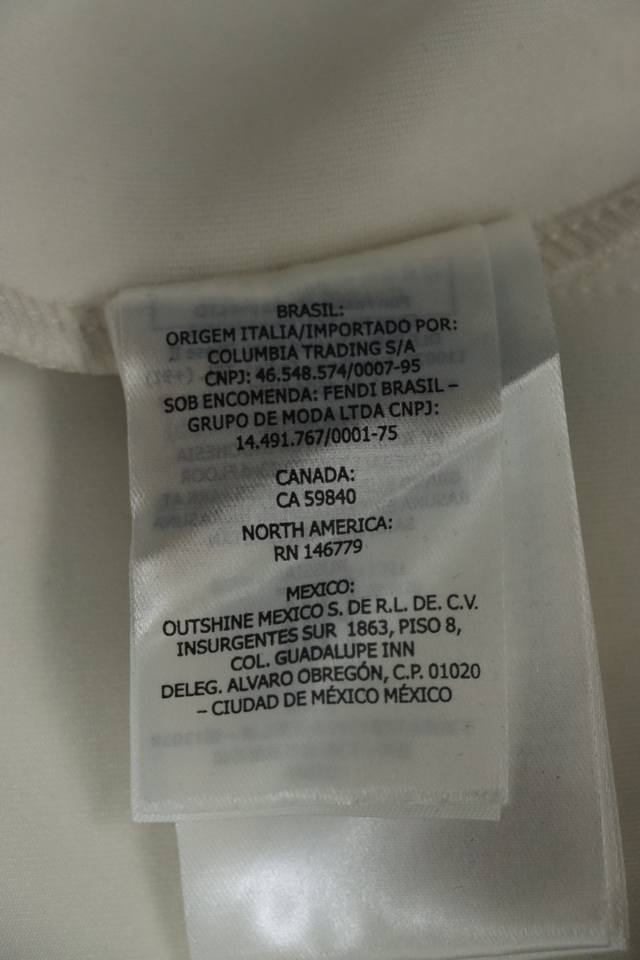 BRASIL:
ORIGEM ITALIA/IMPORTADO POR:
COLUMBIA TRADING S/A
CNPJ: 46.548.574/0007-95
SOB ENCOMENDA: FENDI BRASIL –
GRUPO DE MODA LTDA CNPJ:
14.491.767/0001-75
CANADA:
CA 59840
NORTH AMERICA:
RN 146779
MEXICO:
OUTSHINE MEXICO S. DE R.L. DE. C.V.
INSURGENTES SUR 1863, PISO 8,
COL. GUADALUPE INN
DELEG. ALVARO OBREGÓN, C.P. 01020
– CIUDAD DE MÉXICO MÉXICO